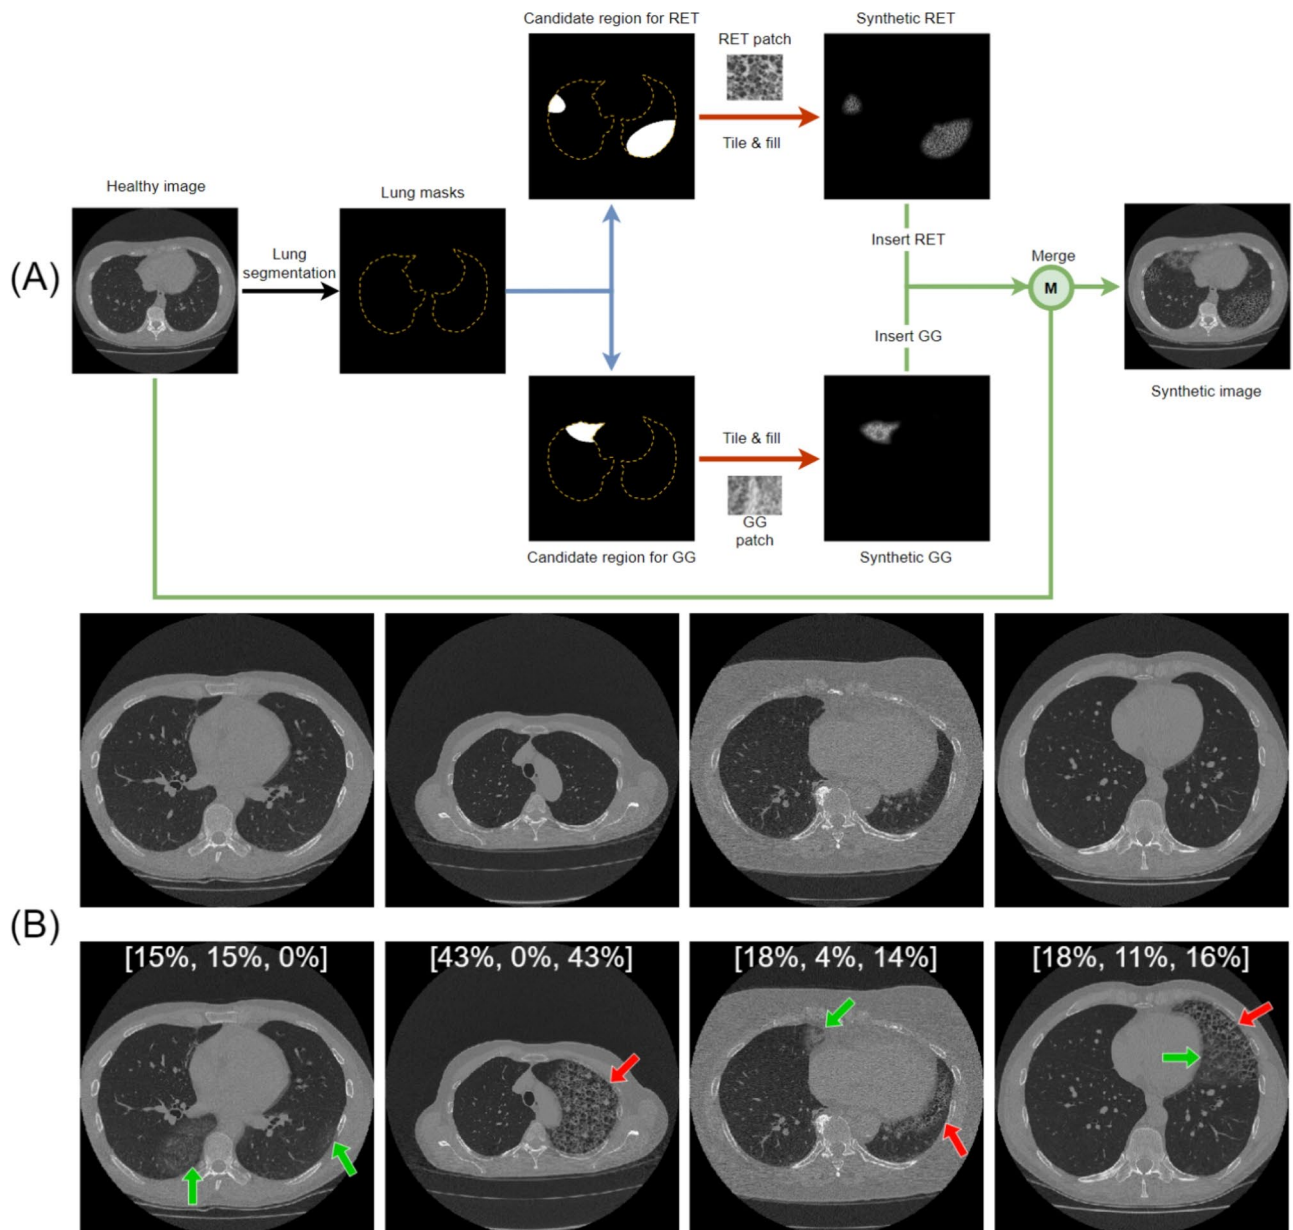 Candidate region for RET
RET patch
Synthetic RET
Tile & fill
Healthy image
Lung masks
(A)
Lung
segmentation
Insert RET
Merge
M
Insert GG
Synthetic image
Tile & fill
GG
patch
Candidate region for GG
Synthetic GG
(B)
[15%, 15%, 0%]
[43%, 0%, 43%]
[18%, 4%, 14%]
[18%, 11%, 16%]